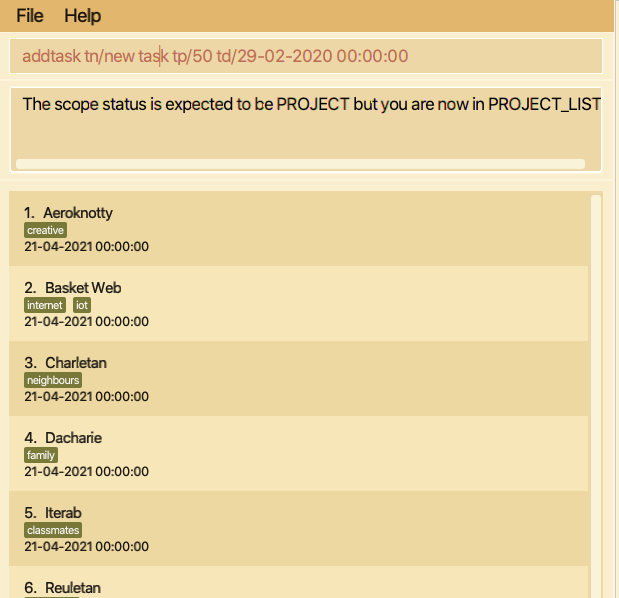 File Help
addtask tn/new task tp/50 td/29-02-2020 00:00:00
The scope status is expected to be PROJECT but you are now in PROJECT_LIST
1. Aeroknotty
creative
21-04-2021 00:00:00
2. Basket Web
internet iot
21-04-2021 00:00:00
3. Charletan
neighbours
21-04-2021 00:00:00
4. Dacharie
family
21-04-2021 00:00:00
5. Iterab
classmates
21-04-2021 00:00:00
6. Reuletan